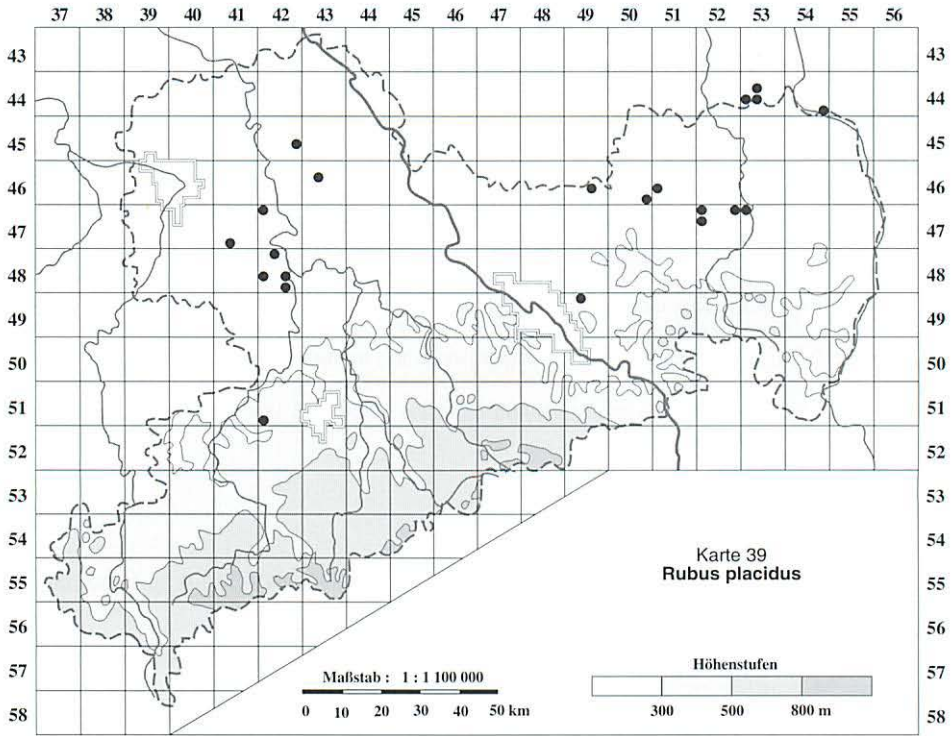 37 38 39 40 41 42 43 44 45 46 47 48 49 50 51 52 53 54 55 56
43 43
44 44
45 45
46 46
47 47
48 48
49 49
50 50
51 51
52 52
53 53
54 54
55 55
56 56
57 57
58 58
Karte 39
Rubus placidus
Maßstab : 1 : 1 100 000
0 10 20 30 40 50 km
Höhenstufen
300 500 800 m